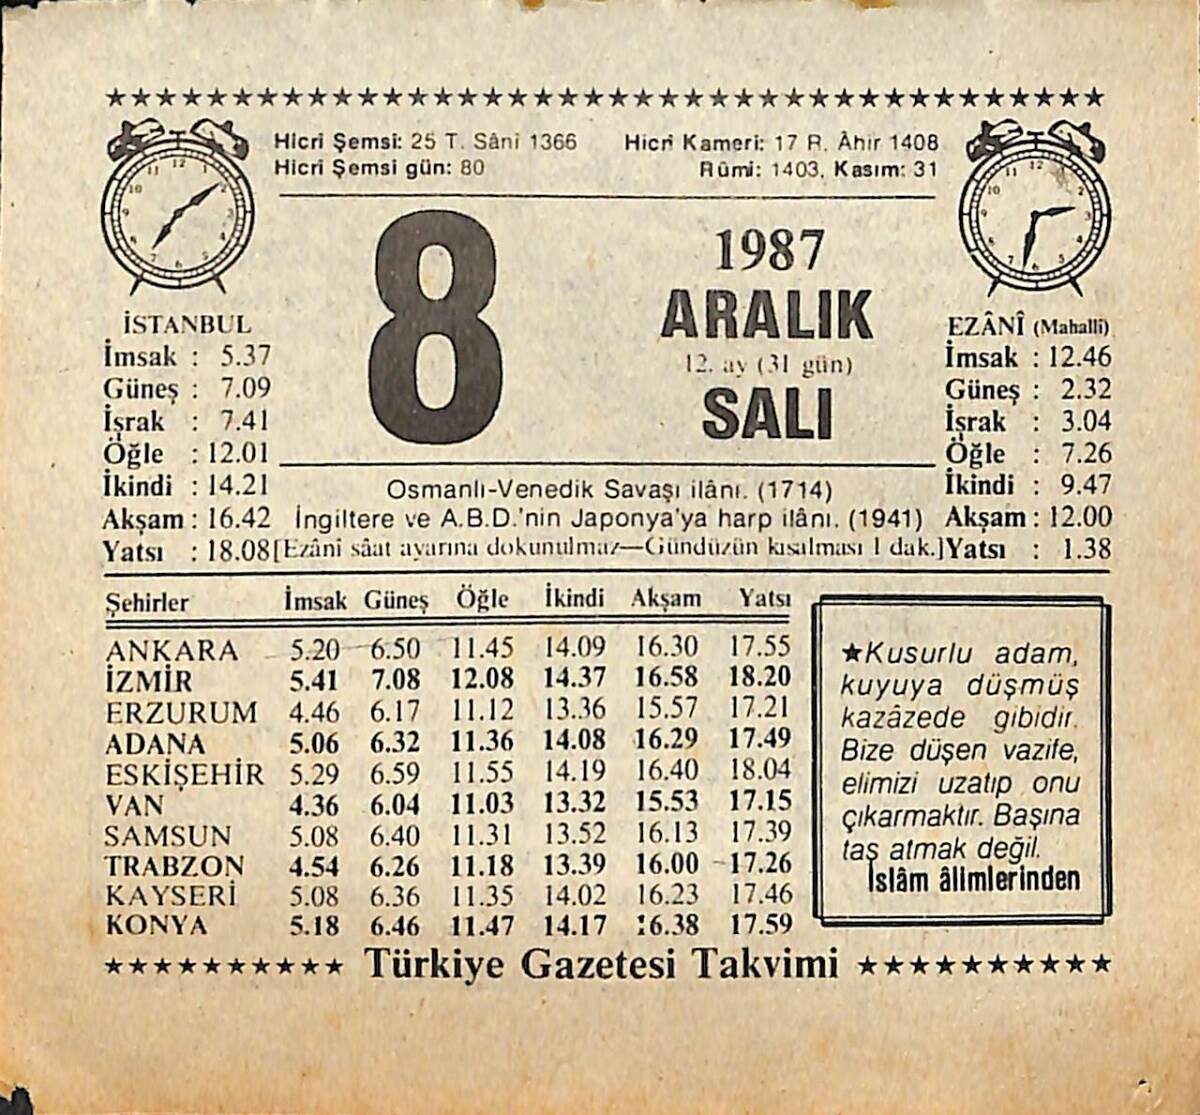 Hicri Şemsi: 25 T. Sâni 1366 Hicri Kameri: 17 R. Âhir 1408
Hicri Şemsi gün: 80 Rûmi: 1403, Kasım: 31
8
1987
ARALIK
12. ay (31 gün)
SALI
İSTANBUL
İmsak : 5.37
Güneş : 7.09
İşrak : 7.41
Öğle : 12.01
İkindi : 14.21
Akşam : 16.42
Yatsı : 18.08
EZÂNÎ (Mahallî)
İmsak : 12.46
Güneş : 2.32
İşrak : 3.04
Öğle : 7.26
İkindi : 9.47
Akşam : 12.00
Yatsı : 1.38
Osmanlı-Venedik Savaşı ilânı. (1714)
İngiltere ve A.B.D.'nin Japonya'ya harp ilânı. (1941)
[Ezânî sâat ayarına dokunulmaz—Gündüzün kısalması 1 dak.]
Şehirler İmsak Güneş Öğle İkindi Akşam Yatsı
ANKARA 5.20 6.50 11.45 14.09 16.30 17.55
İZMİR 5.41 7.08 12.08 14.37 16.58 18.20
ERZURUM 4.46 6.17 11.12 13.36 15.57 17.21
ADANA 5.06 6.32 11.36 14.08 16.29 17.49
ESKİŞEHİR 5.29 6.59 11.55 14.19 16.40 18.04
VAN 4.36 6.04 11.03 13.32 15.53 17.15
SAMSUN 5.08 6.40 11.31 13.52 16.13 17.39
TRABZON 4.54 6.26 11.18 13.39 16.00 17.26
KAYSERİ 5.08 6.36 11.35 14.02 16.23 17.46
KONYA 5.18 6.46 11.47 14.17 16.38 17.59
★Kusurlu adam,
kuyuya düşmüş
kazâzede gibidir.
Bize düşen vazife,
elimizi uzatıp onu
çıkarmaktır. Başına
taş atmak değil.
İslâm âlimlerinden
Türkiye Gazetesi Takvimi